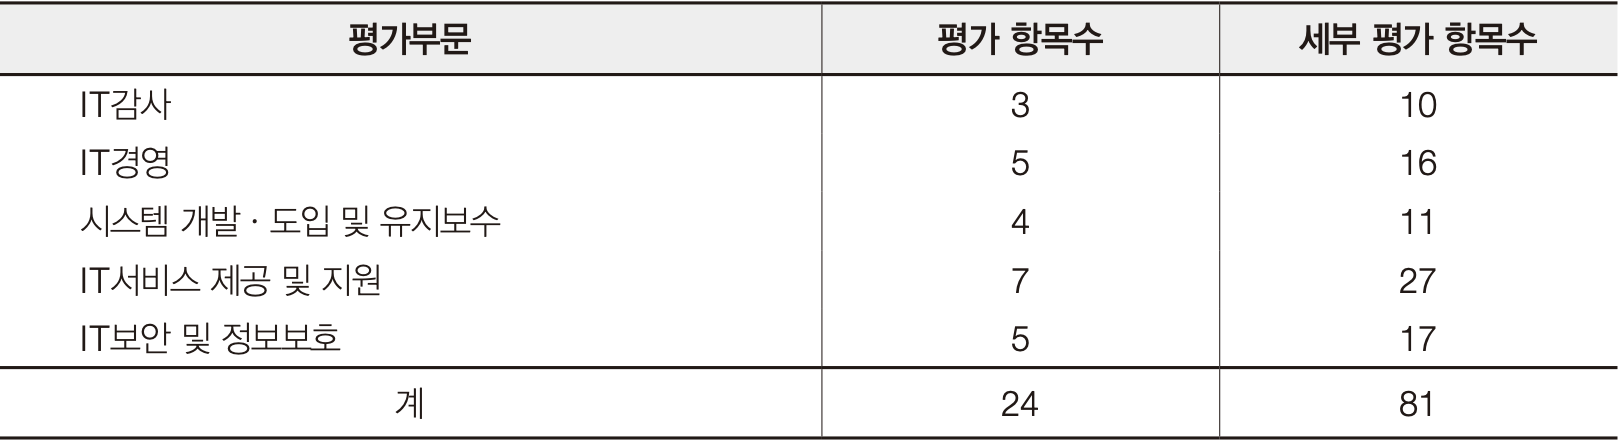 평가부문 평가 항목수 세부 평가 항목수
IT감사 3 10
IT경영 5 16
시스템 개발 · 도입 및 유지보수 4 11
IT서비스 제공 및 지원 7 27
IT보안 및 정보보호 5 17
계 24 81